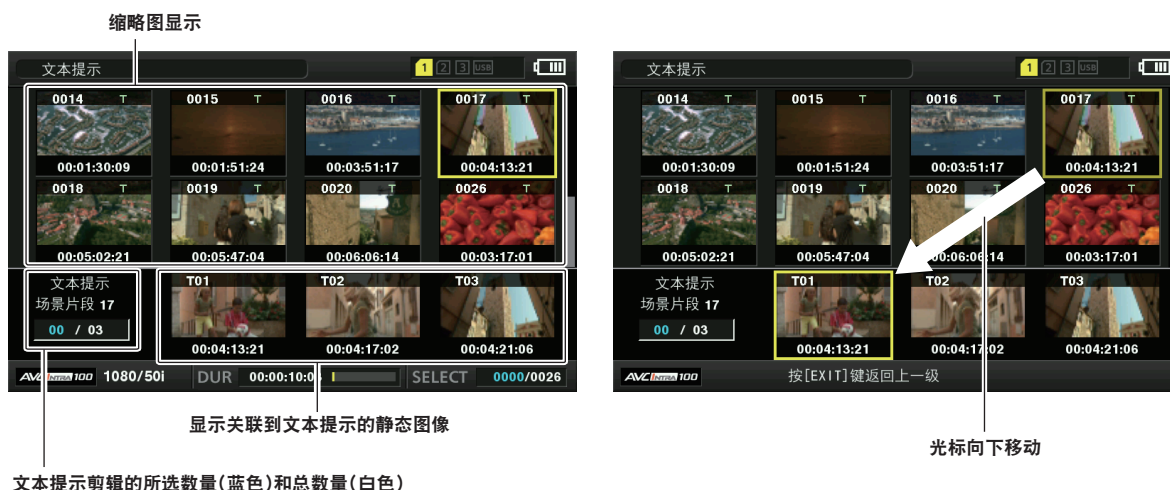 缩略图显示
文本提示
1 2 3 USB
0014 T 0015 T 0016 T 0017 T
00:01:30:09 00:01:51:24 00:03:51:17 00:04:13:21
0018 T 0019 T 0020 T 0026 T
00:05:02:21 00:05:47:04 00:06:06:14 00:03:17:01
文本提示
场景片段 17
00 / 03
T01 T02 T03
00:04:13:21 00:04:17:02 00:04:21:06
AVC INTRA 100 1080/50i DUR 00:00:10: SELECT 0000/0026
显示关联到文本提示的静态图像
文本提示剪辑的所选数量(蓝色)和总数量(白色)
文本提示
1 2 3 USB
0014 T 0015 T 0016 T 0017 T
00:01:30:09 00:01:51:24 00:03:51:17 00:04:13:21
0018 T 0019 T 0020 T 0026 T
00:05:02:21 00:05:47:04 00:06:06:14 00:03:17:01
文本提示
场景片段 17
00 / 03
T01 T02 T03
00:04:13:21 00:04:17:02 00:04:21:06
AVC INTRA 100 按[EXIT]键返回上一级
光标向下移动